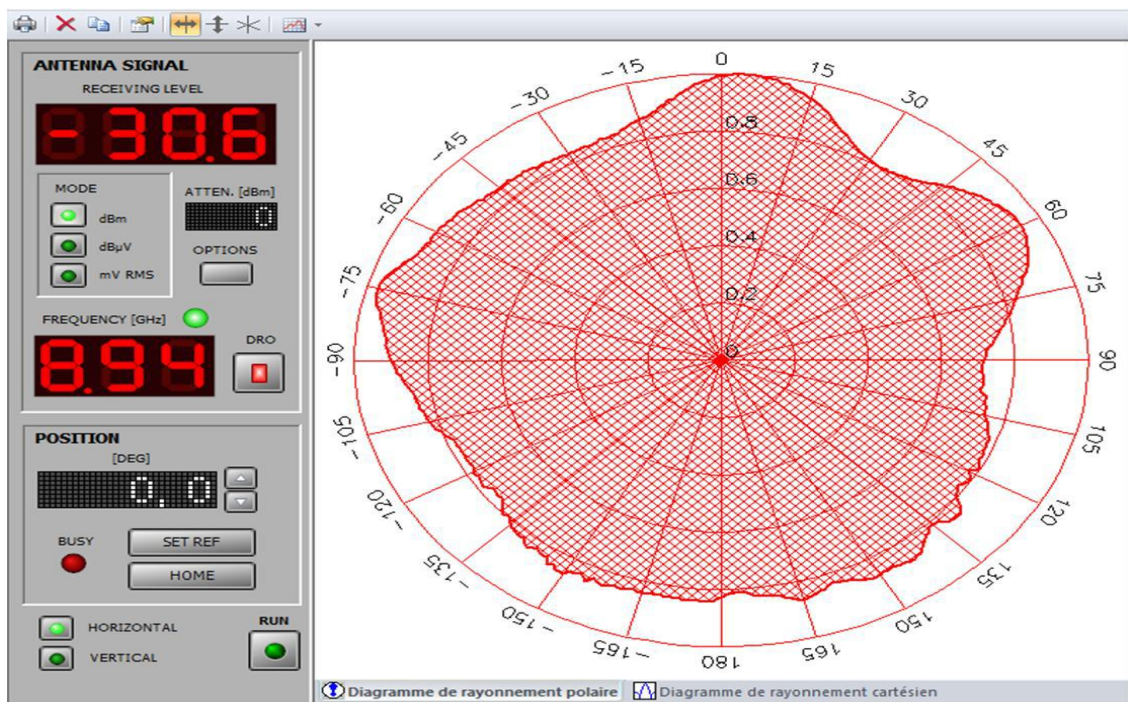 ANTENNA SIGNAL
RECEIVING LEVEL
-30.6
MODE
dBm
dBµV
mV RMS
ATTEN. [dBm]
0
OPTIONS
FREQUENCY [GHz]
8.94
DRO
POSITION
[DEG]
0.0
BUSY
SET REF
HOME
HORIZONTAL
VERTICAL
RUN
0
15
30
45
60
75
90
105
120
135
150
165
180
-165
-150
-135
-120
-105
-90
-75
-60
-45
-30
-15
0.8
0.6
0.4
0.2
0
Diagramme de rayonnement polaire
Diagramme de rayonnement cartésien